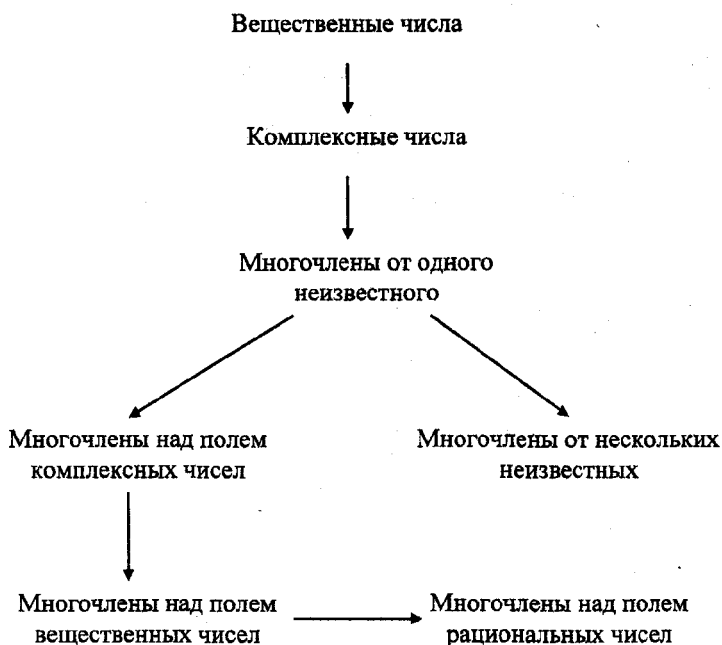 Вещественные числа
Комплексные числа
Многочлены от одного
неизвестного
Многочлены над полем
комплексных чисел
Многочлены от нескольких
неизвестных
Многочлены над полем
вещественных чисел
Многочлены над полем
рациональных чисел